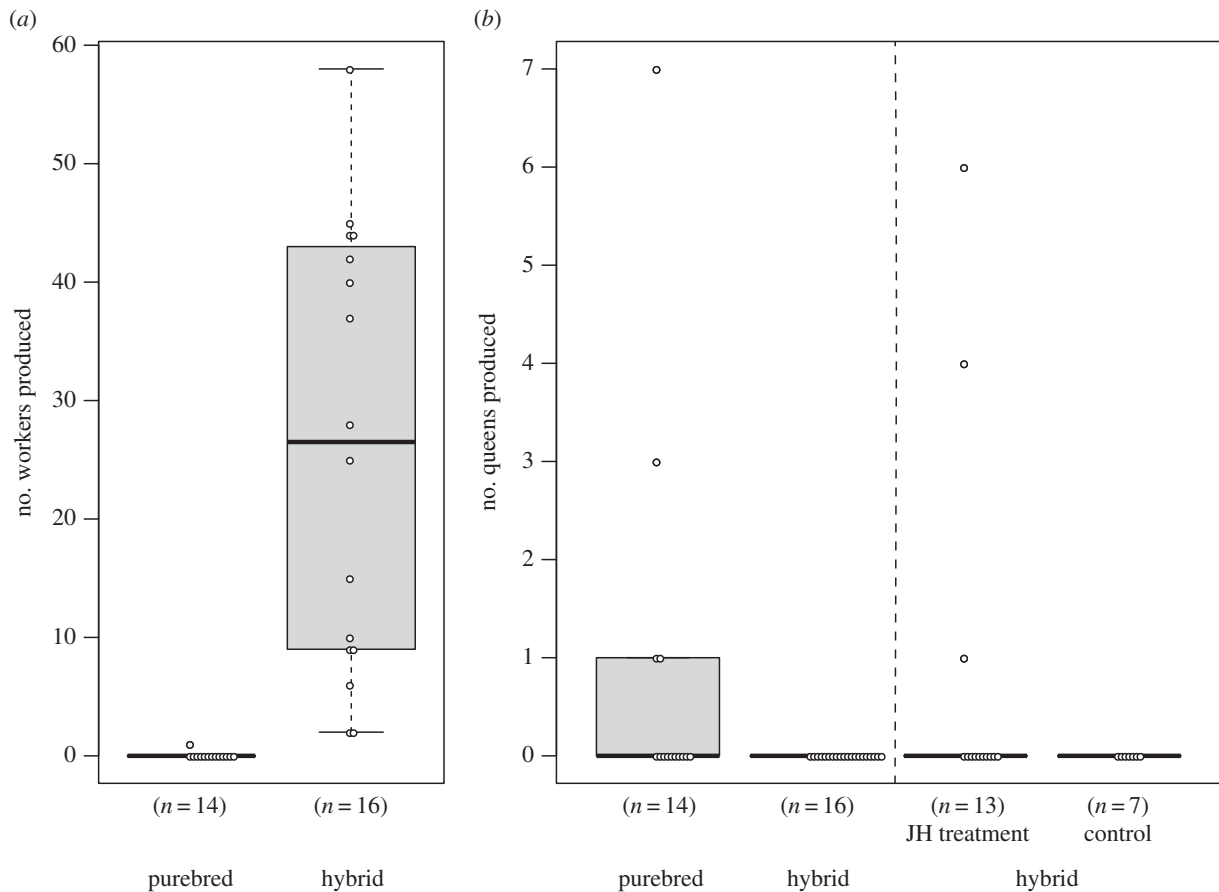 (a)
60
50
40
30
20
10
0
no. workers produced
(n = 14)
(n = 16)
purebred
hybrid
(b)
7
6
5
4
3
2
1
0
no. queens produced
(n = 14)
(n = 16)
(n = 13)
(n = 7)
JH treatment
control
purebred
hybrid
hybrid